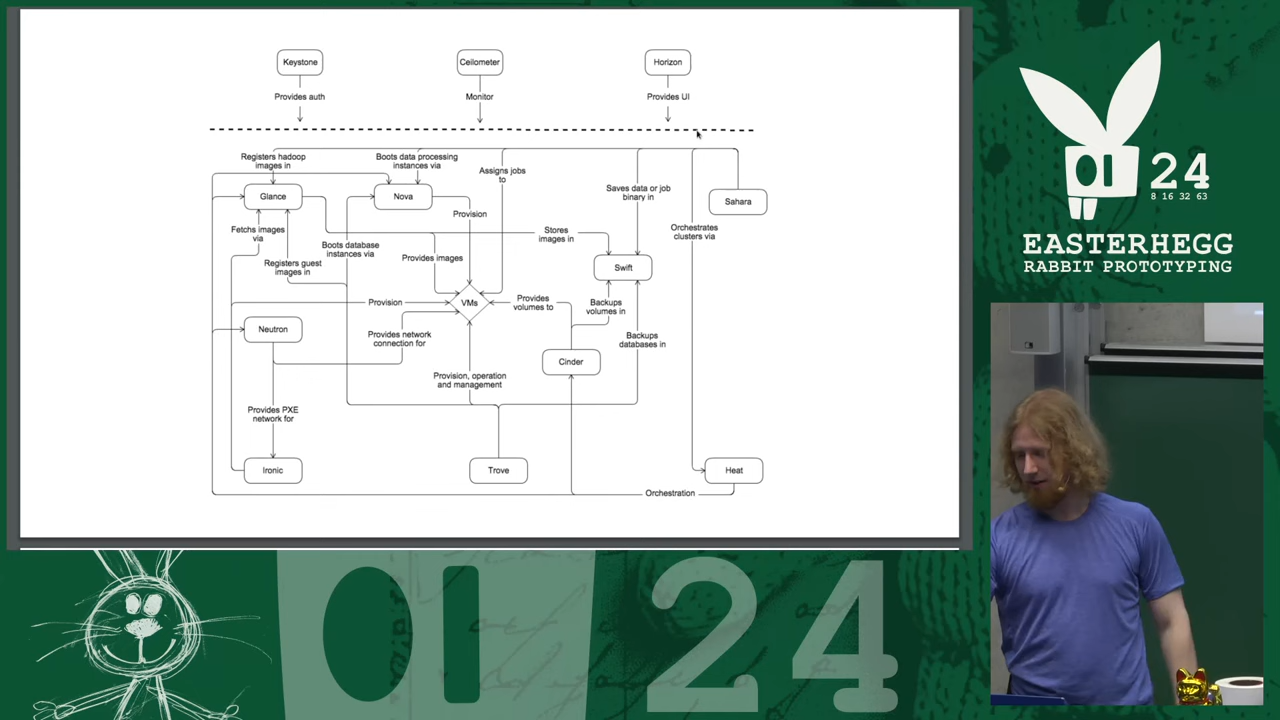 Keystone
Ceilometer
Horizon
Provides auth
Monitor
Provides UI
Registers hadoop
images in
Boots data processing
instances via
Assigns jobs
to
Saves data or job
binary in
Sahara
Glance
Nova
Provision
Orchestrates
clusters via
Fetchs images
via
Registers guest
images in
Boots database
instances via
Provides images
Stores
images in
Swift
Provision
VMs
Provides
volumes to
Backups
volumes in
Neutron
Provides network
connection for
Backups
databases in
Cinder
Provision, operation
and management
Provides PXE
network for
Ironic
Trove
Heat
Orchestration
24
8 16 32 63
EASTERHEGG
RABBIT PROTOTYPING
24